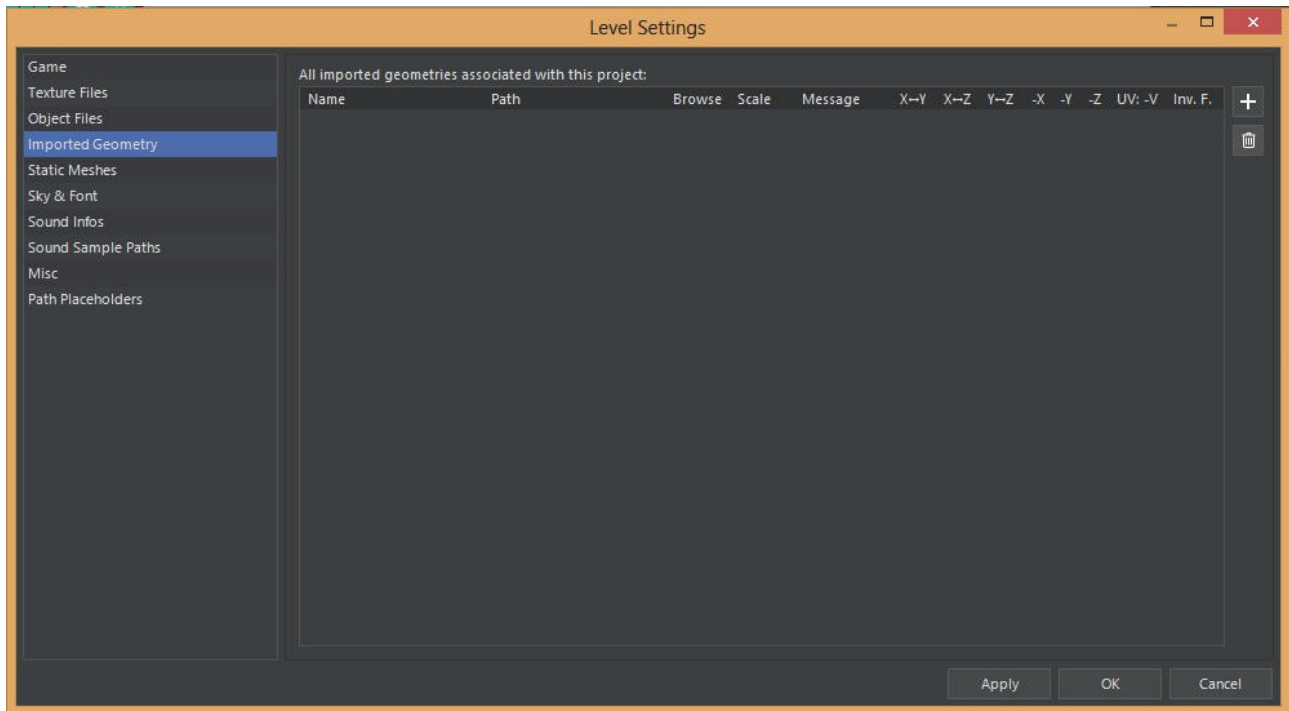 Level Settings
Game
Texture Files
Object Files
Imported Geometry
Static Meshes
Sky & Font
Sound Infos
Sound Sample Paths
Misc
Path Placeholders
All imported geometries associated with this project:
Name Path Browse Scale Message X↔Y X↔Z Y↔Z -X -Y -Z UV: -V Inv. F.
Apply OK Cancel